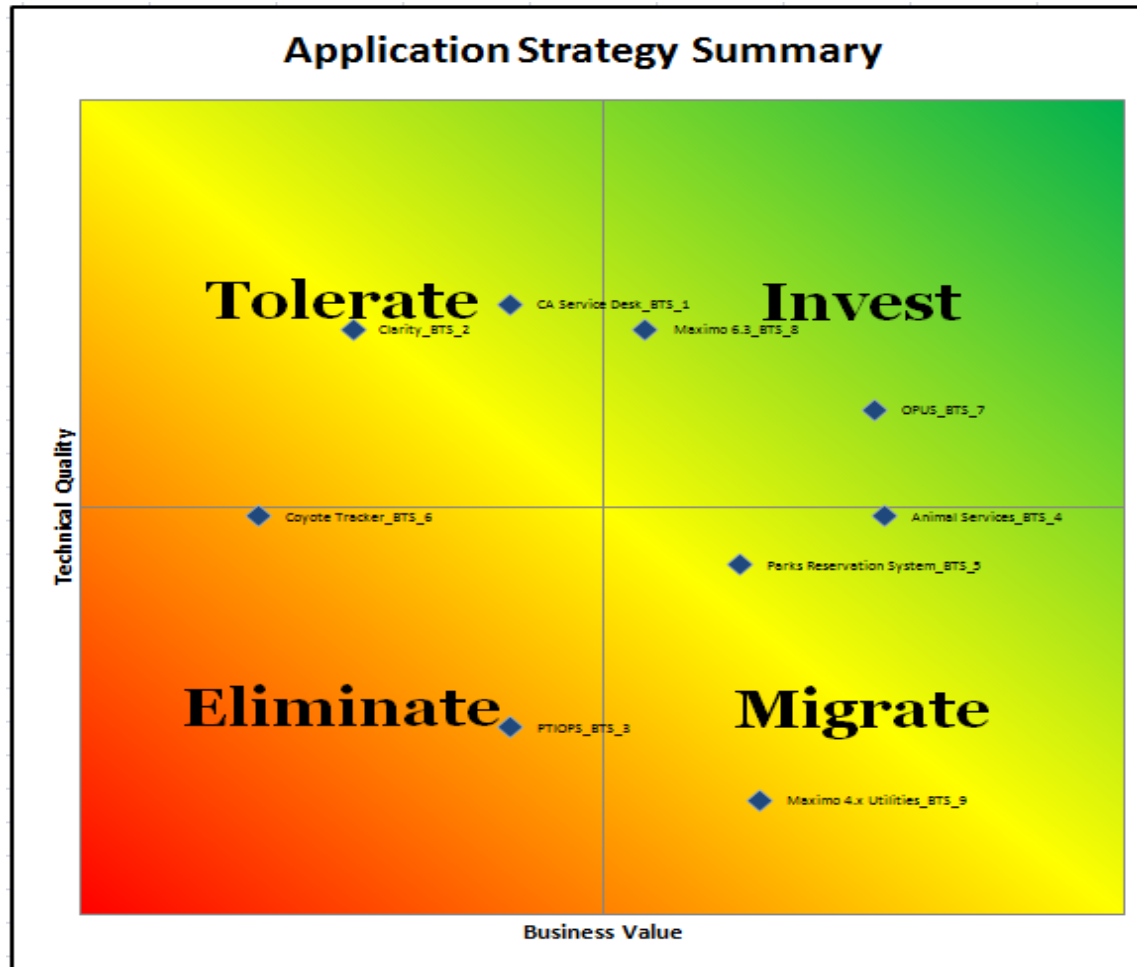 Application Strategy Summary
Tolerate
Invest
CA Service Desk_BTS_1
Clarity_BTS_2
Maximo 6.3_BTS_8
OPUS_BTS_7
Technical Quality
Coyote Tracker_BTS_6
Animal Services_BTS_4
Parks Reservation System_BTS_5
Eliminate
Migrate
PTIOPS_BTS_3
Maximo 4.x Utilities_BTS_9
Business Value